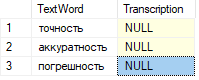 TextWord Transcription
1 точность NULL
2 аккуратность NULL
3 погрешность NULL